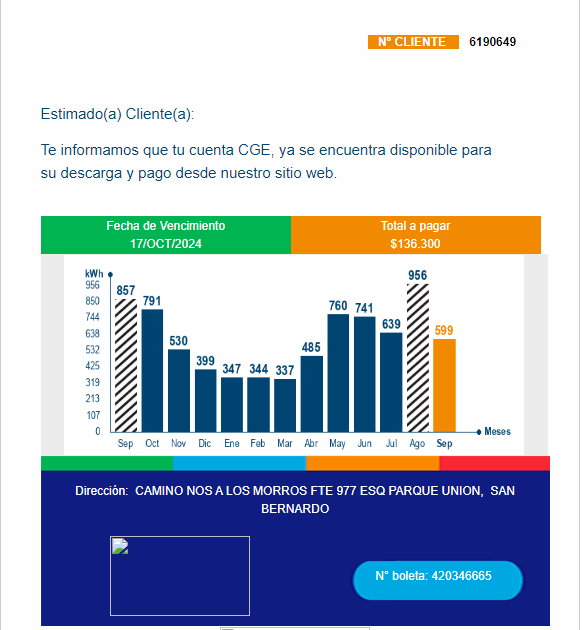 N° CLIENTE 6190649
Estimado(a) Cliente(a):
Te informamos que tu cuenta CGE, ya se encuentra disponible para
su descarga y pago desde nuestro sitio web.
Fecha de Vencimiento
17/OCT/2024
Total a pagar
$136.300
kWh
956
850
744
638
532
425
319
213
107
0
857
791
530
399
347
344
337
485
760
741
639
956
599
Sep Oct Nov Dic Ene Feb Mar Abr May Jun Jul Ago Sep
Meses
Dirección: CAMINO NOS A LOS MORROS FTE 977 ESQ PARQUE UNION, SAN
BERNARDO
N° boleta: 420346665